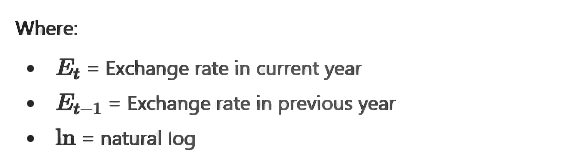 Where:
• Eₜ = Exchange rate in current year
• Eₜ₋₁ = Exchange rate in previous year
• ln = natural log